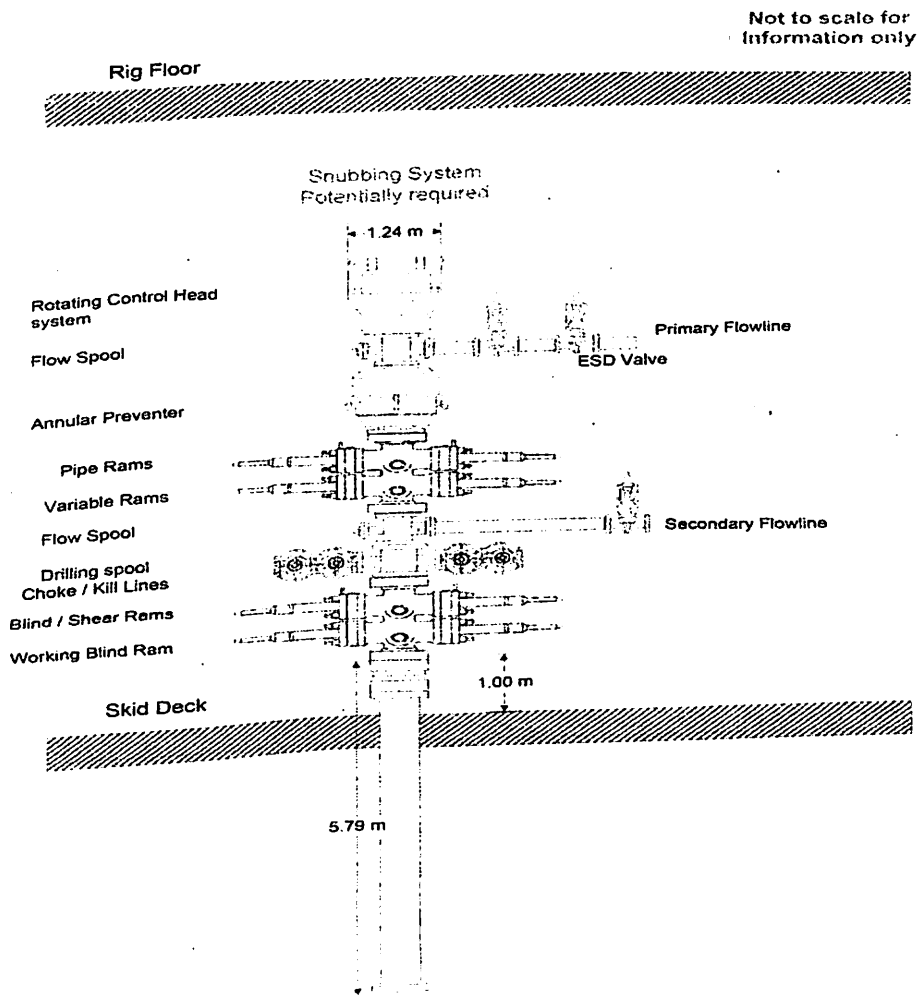 Not to scale for
Information only
Rig Floor
Snubbing System
Potentially required
1.24 m
Rotating Control Head
system
Flow Spool
Primary Flowline
ESD Valve
Annular Preventer
Pipe Rams
Variable Rams
Flow Spool
Secondary Flowline
Drilling spool
Choke / Kill Lines
Blind / Shear Rams
Working Blind Ram
1.00 m
Skid Deck
5.79 m